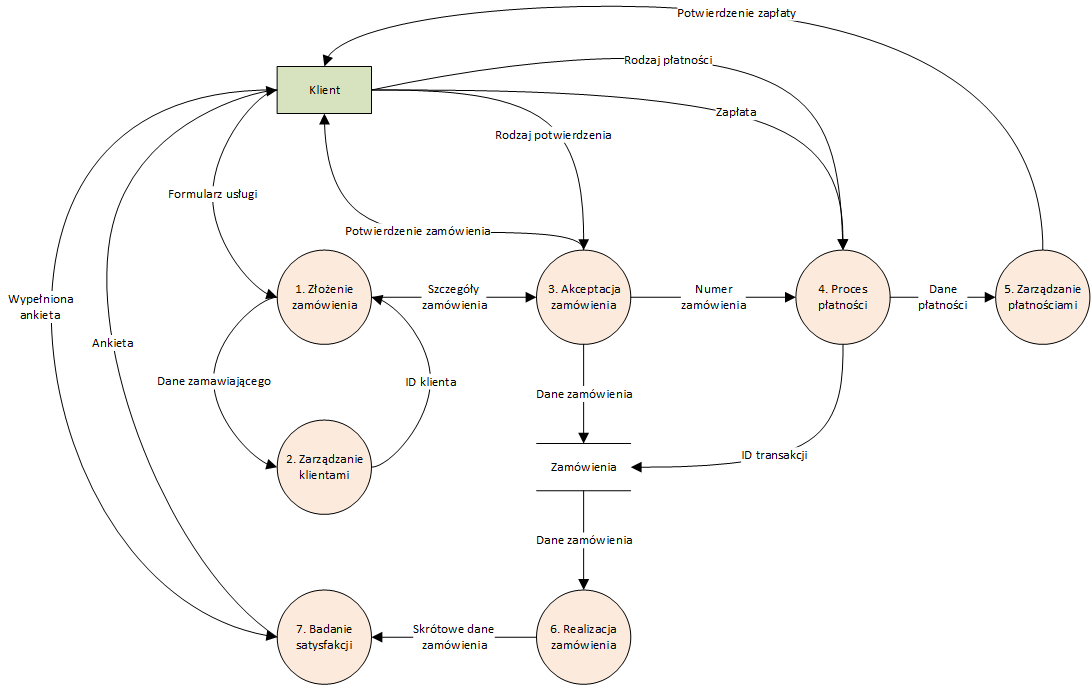 Potwierdzenie zapłaty
Rodzaj płatności
Klient
Zapłata
Rodzaj potwierdzenia
Formularz usługi
Potwierdzenie zamówienia
1. Złożenie
zamówienia
Szczegóły
zamówienia
3. Akceptacja
zamówienia
Numer
zamówienia
4. Proces
płatności
Dane
płatności
5. Zarządzanie
płatnościami
Wypełniona
ankieta
Ankieta
Dane zamawiającego
ID klienta
Dane zamówienia
2. Zarządzanie
klientami
Zamówienia
ID transakcji
Dane zamówienia
7. Badanie
satysfakcji
Skrótowe dane
zamówienia
6. Realizacja
zamówienia